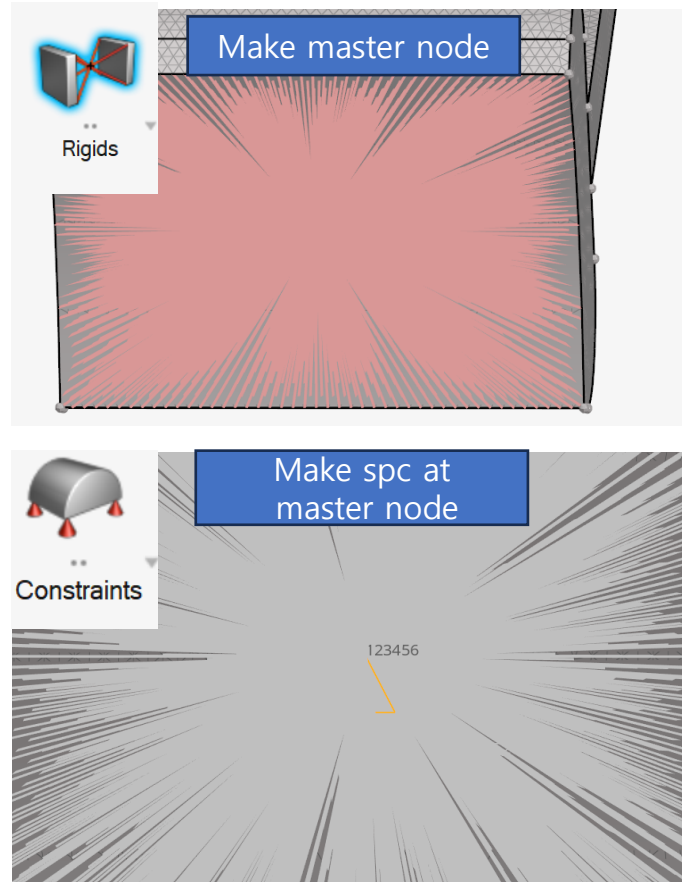 Make master node
Rigids
Make spc at
master node
Constraints
123456